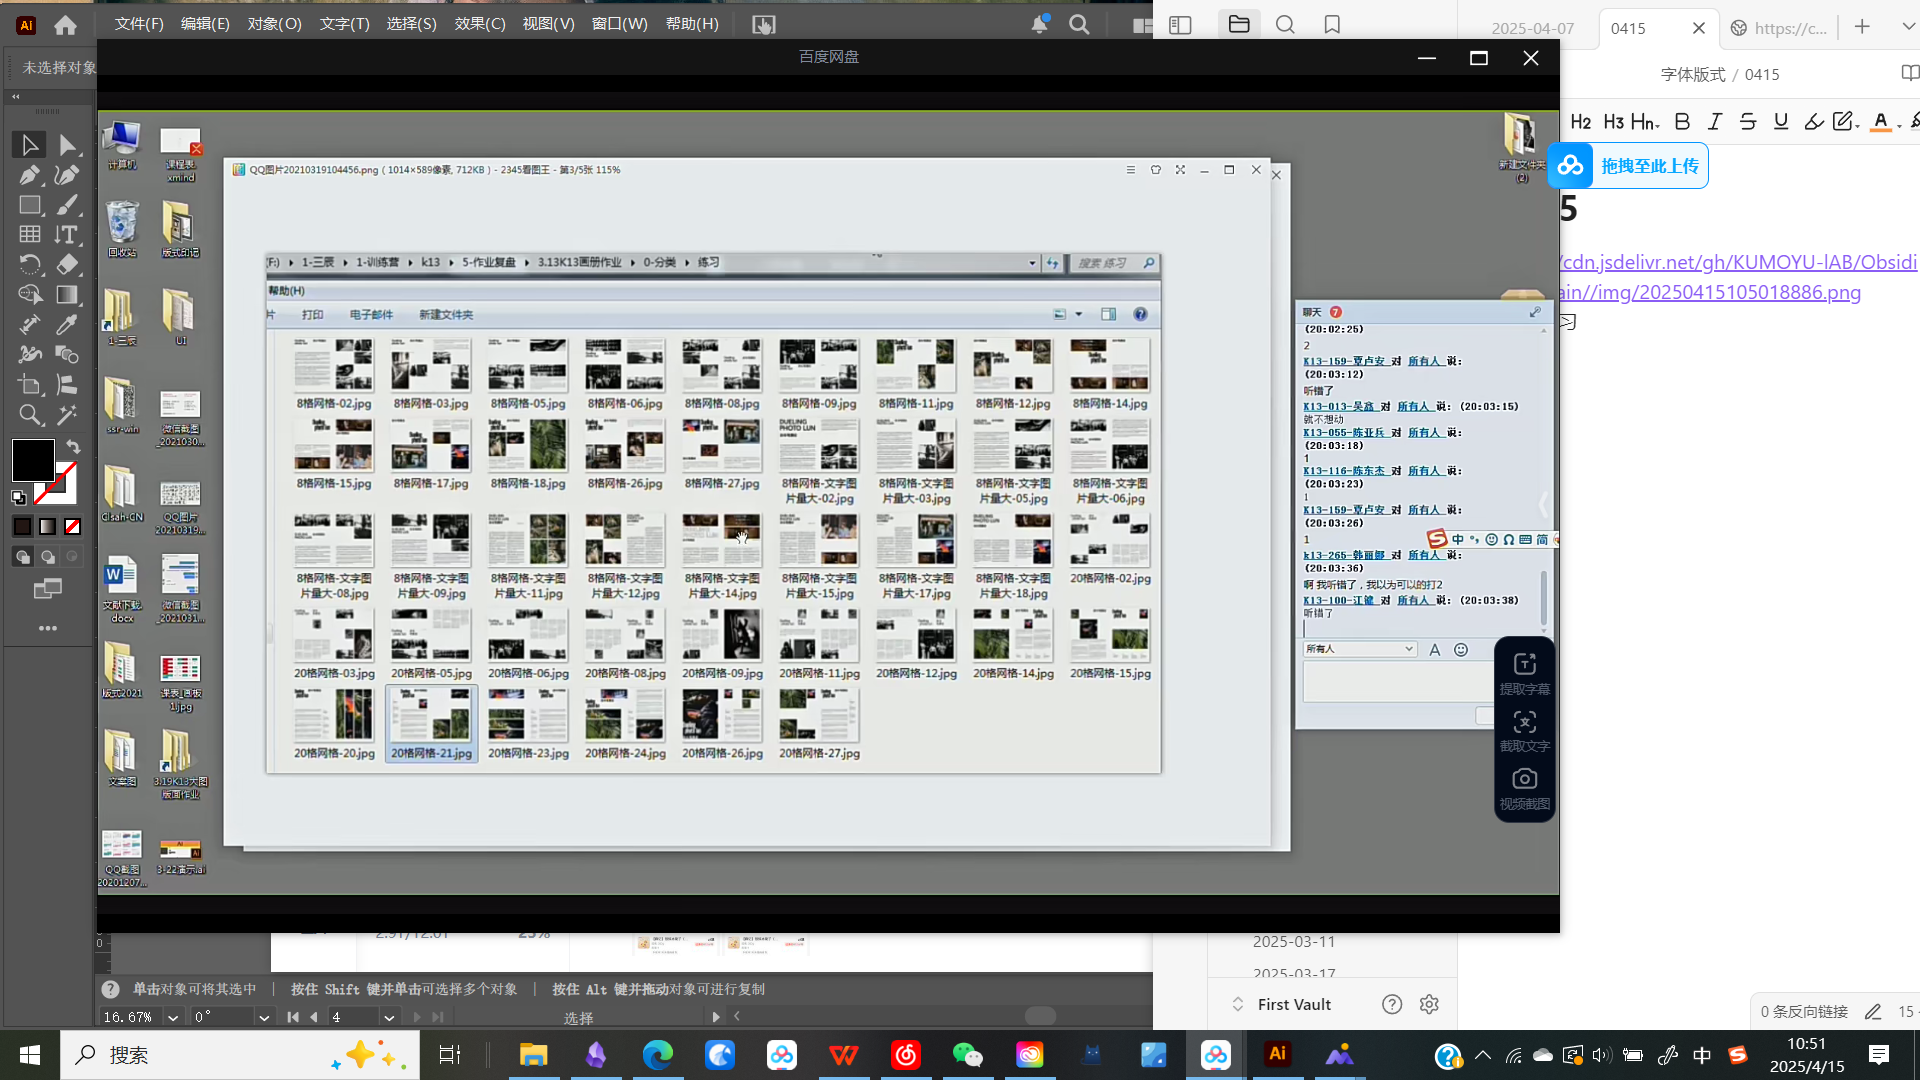 文件(F) 编辑(E) 对象(O) 文字(T) 选择(S) 效果(C) 视图(V) 窗口(W) 帮助(H)
2025-04-07 0415 https://c...
未选择对象
百度网盘
字体版式 / 0415
H2 H3 Hn B I S U A
拖拽至此上传
5
/cdn.jsdelivr.net/gh/KUMOYU-IAB/Obsidi
ain//img/20250415105018886.png
计算机
课程表.xmind
新建文件夹(2)
回收站
版式印记
1-三辰
UI
ssr-win
微信截图_2021030...
Clsah-CN
QQ图片20210319...
文献下载.docx
微信截图_2021031...
版式2021
课表_画板 1.jpg
文案图
3.19K13大图版面作业
QQ截图20201207...
3-22演示.ai
QQ图片20210319104456.png ( 1014×589像素, 712KB ) - 2345看图王 - 第3/5张 115%
(F:) 1-三辰 1-训练营 k13 5-作业复盘 3.13K13画册作业 0-分类 练习
搜索 练习
帮助(H)
片 打印 电子邮件 新建文件夹
8格网格-02.jpg 8格网格-03.jpg 8格网格-05.jpg 8格网格-06.jpg 8格网格-08.jpg 8格网格-09.jpg 8格网格-11.jpg 8格网格-12.jpg 8格网格-14.jpg
DUELING PHOTO LUN
8格网格-15.jpg 8格网格-17.jpg 8格网格-18.jpg 8格网格-26.jpg 8格网格-27.jpg 8格网格-文字图片量大-02.jpg 8格网格-文字图片量大-03.jpg 8格网格-文字图片量大-05.jpg 8格网格-文字图片量大-06.jpg
8格网格-文字图片量大-08.jpg 8格网格-文字图片量大-09.jpg 8格网格-文字图片量大-11.jpg 8格网格-文字图片量大-12.jpg 8格网格-文字图片量大-14.jpg 8格网格-文字图片量大-15.jpg 8格网格-文字图片量大-17.jpg 8格网格-文字图片量大-18.jpg 20格网格-02.jpg
20格网格-03.jpg 20格网格-05.jpg 20格网格-06.jpg 20格网格-08.jpg 20格网格-09.jpg 20格网格-11.jpg 20格网格-12.jpg 20格网格-14.jpg 20格网格-15.jpg
20格网格-20.jpg 20格网格-21.jpg 20格网格-23.jpg 20格网格-24.jpg 20格网格-26.jpg 20格网格-27.jpg
聊天 7
(20:02:25)
2
K13-159-覃卢安 对 所有人 说:
(20:03:12)
听错了
K13-013-吴鑫 对 所有人 说: (20:03:15)
就不想动
K13-055-陈亚兵 对 所有人 说:
(20:03:18)
1
K13-116-陈东杰 对 所有人 说:
(20:03:23)
1
K13-159-覃卢安 对 所有人 说:
(20:03:26)
1
中 简
k13-265-韩丽娜 对 所有人 说:
(20:03:36)
啊 我听错了，我以为可以的打2
K13-100-江健 对 所有人 说: (20:03:38)
听错了
所有人
提取字幕
截取文字
视频截图
2025-03-11
2025-03-17
First Vault
0 条反向链接 15
单击对象可将其选中 | 按住 Shift 键并单击可选择多个对象 | 按住 Alt 键并拖动对象可进行复制
16.67% 0° 4 选择
搜索
中
10:51
2025/4/15